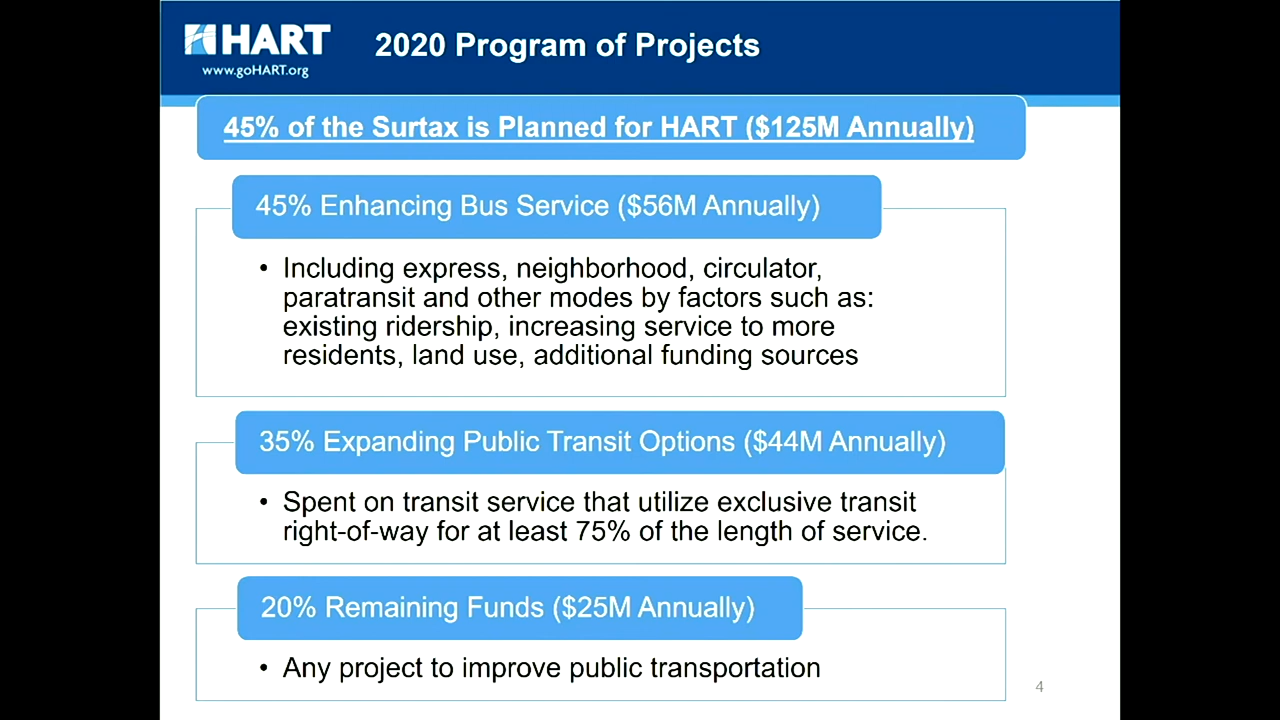 HART
www.goHART.org
2020 Program of Projects
45% of the Surtax is Planned for HART ($125M Annually)
45% Enhancing Bus Service ($56M Annually)
• Including express, neighborhood, circulator,
paratransit and other modes by factors such as:
existing ridership, increasing service to more
residents, land use, additional funding sources
35% Expanding Public Transit Options ($44M Annually)
• Spent on transit service that utilize exclusive transit
right-of-way for at least 75% of the length of service.
20% Remaining Funds ($25M Annually)
• Any project to improve public transportation
4